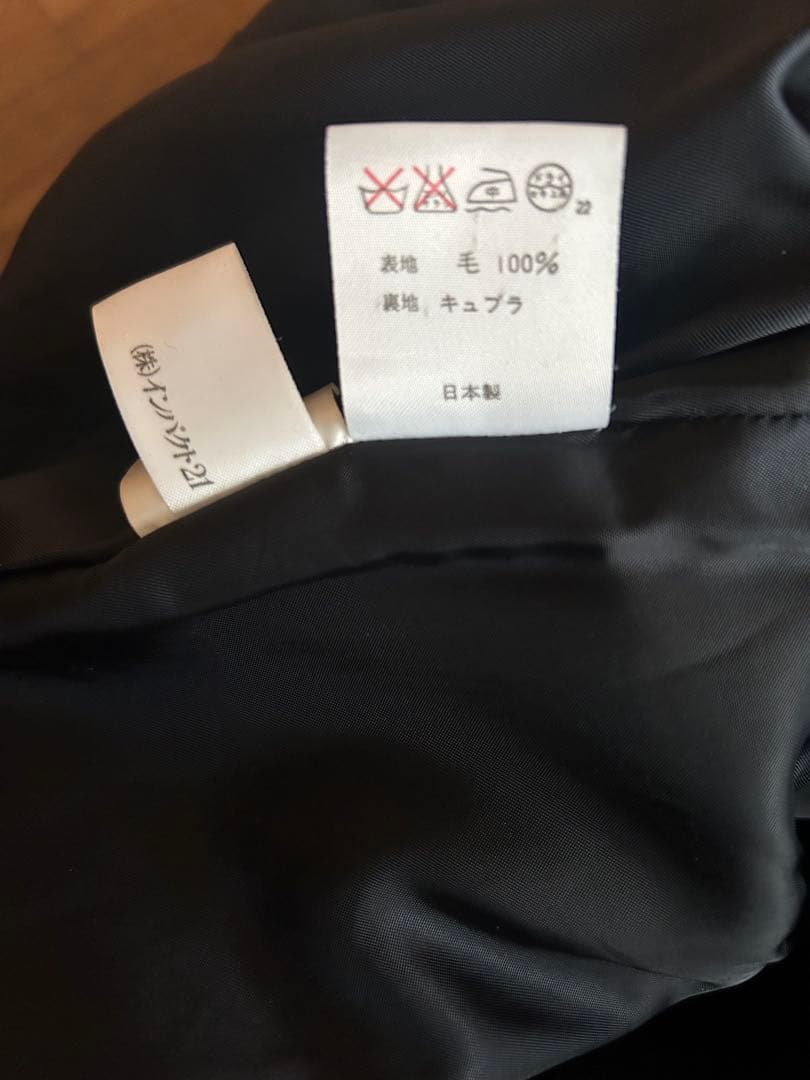 中
22
表地 毛 100%
裏地 キュプラ
日本製
(株)インパクト21